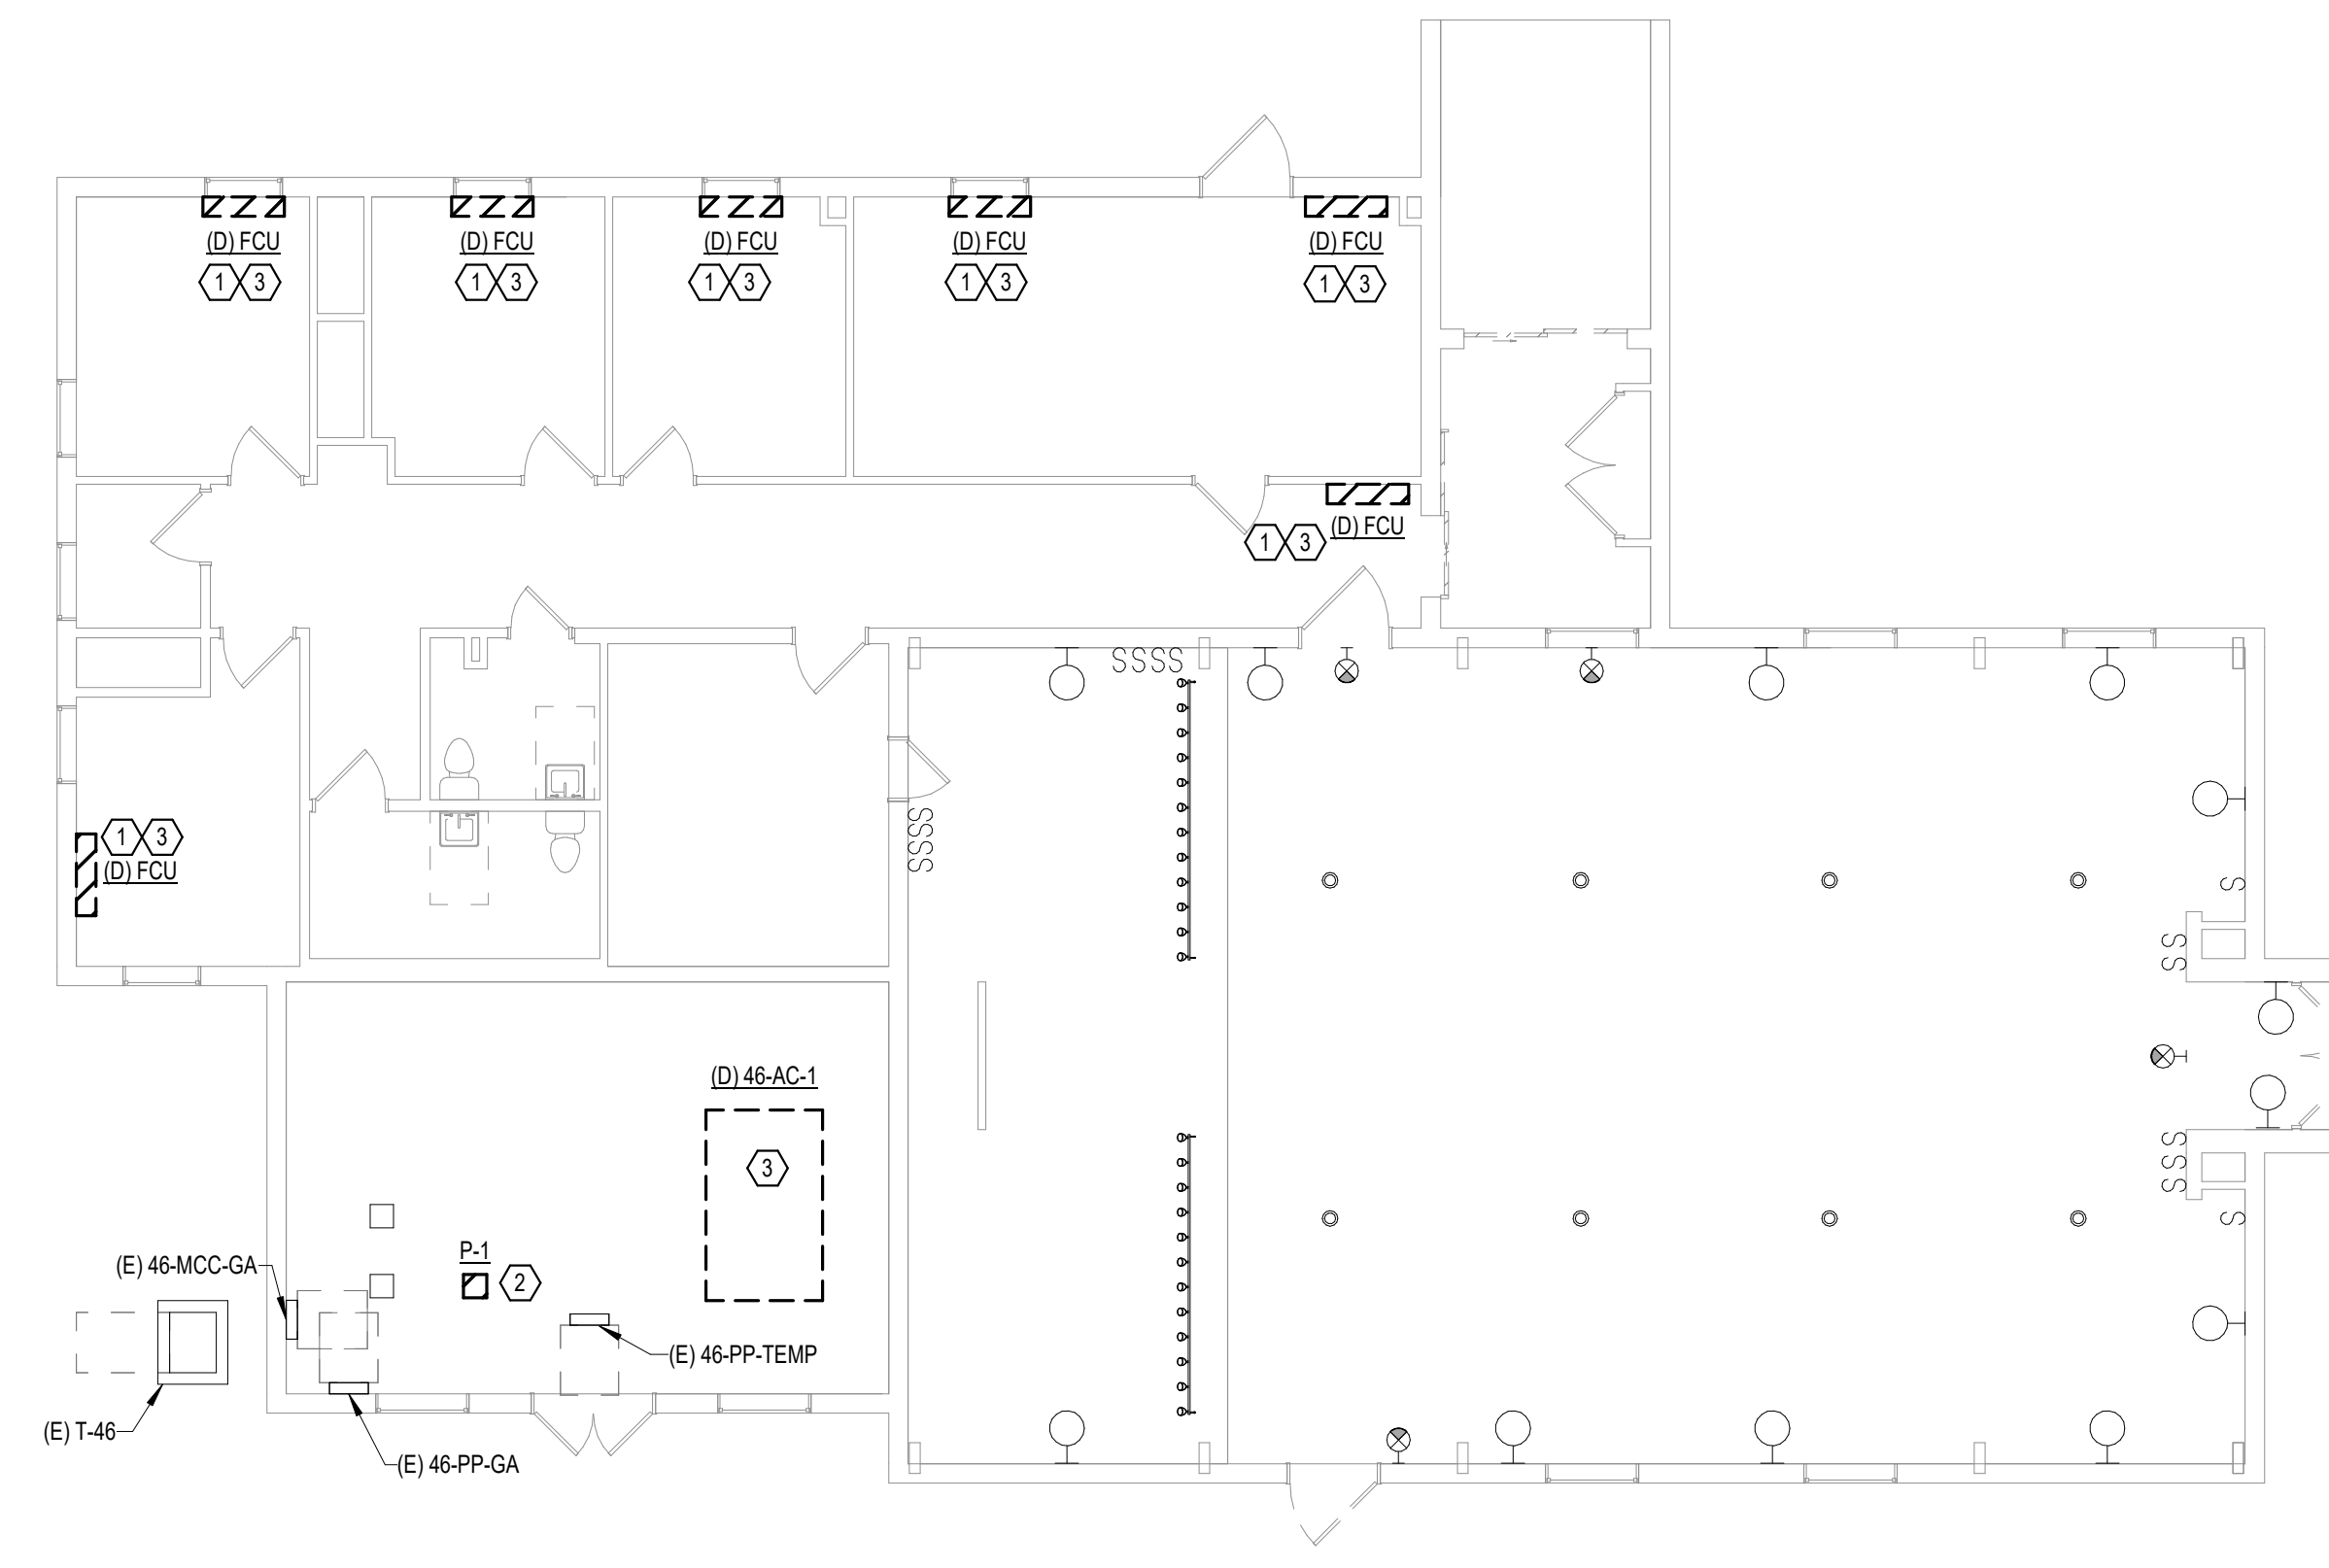 (D) FCU
1 3
(D) FCU
1 3
(D) FCU
1 3
(D) FCU
1 3
(D) FCU
1 3
(D) FCU
1 3
SSSS
1 3
(D) FCU
SSSS
S
SS
(D) 46-AC-1
3
SSS
S
P-1
2
(E) 46-MCC-GA
(E) 46-PP-TEMP
(E) T-46
(E) 46-PP-GA